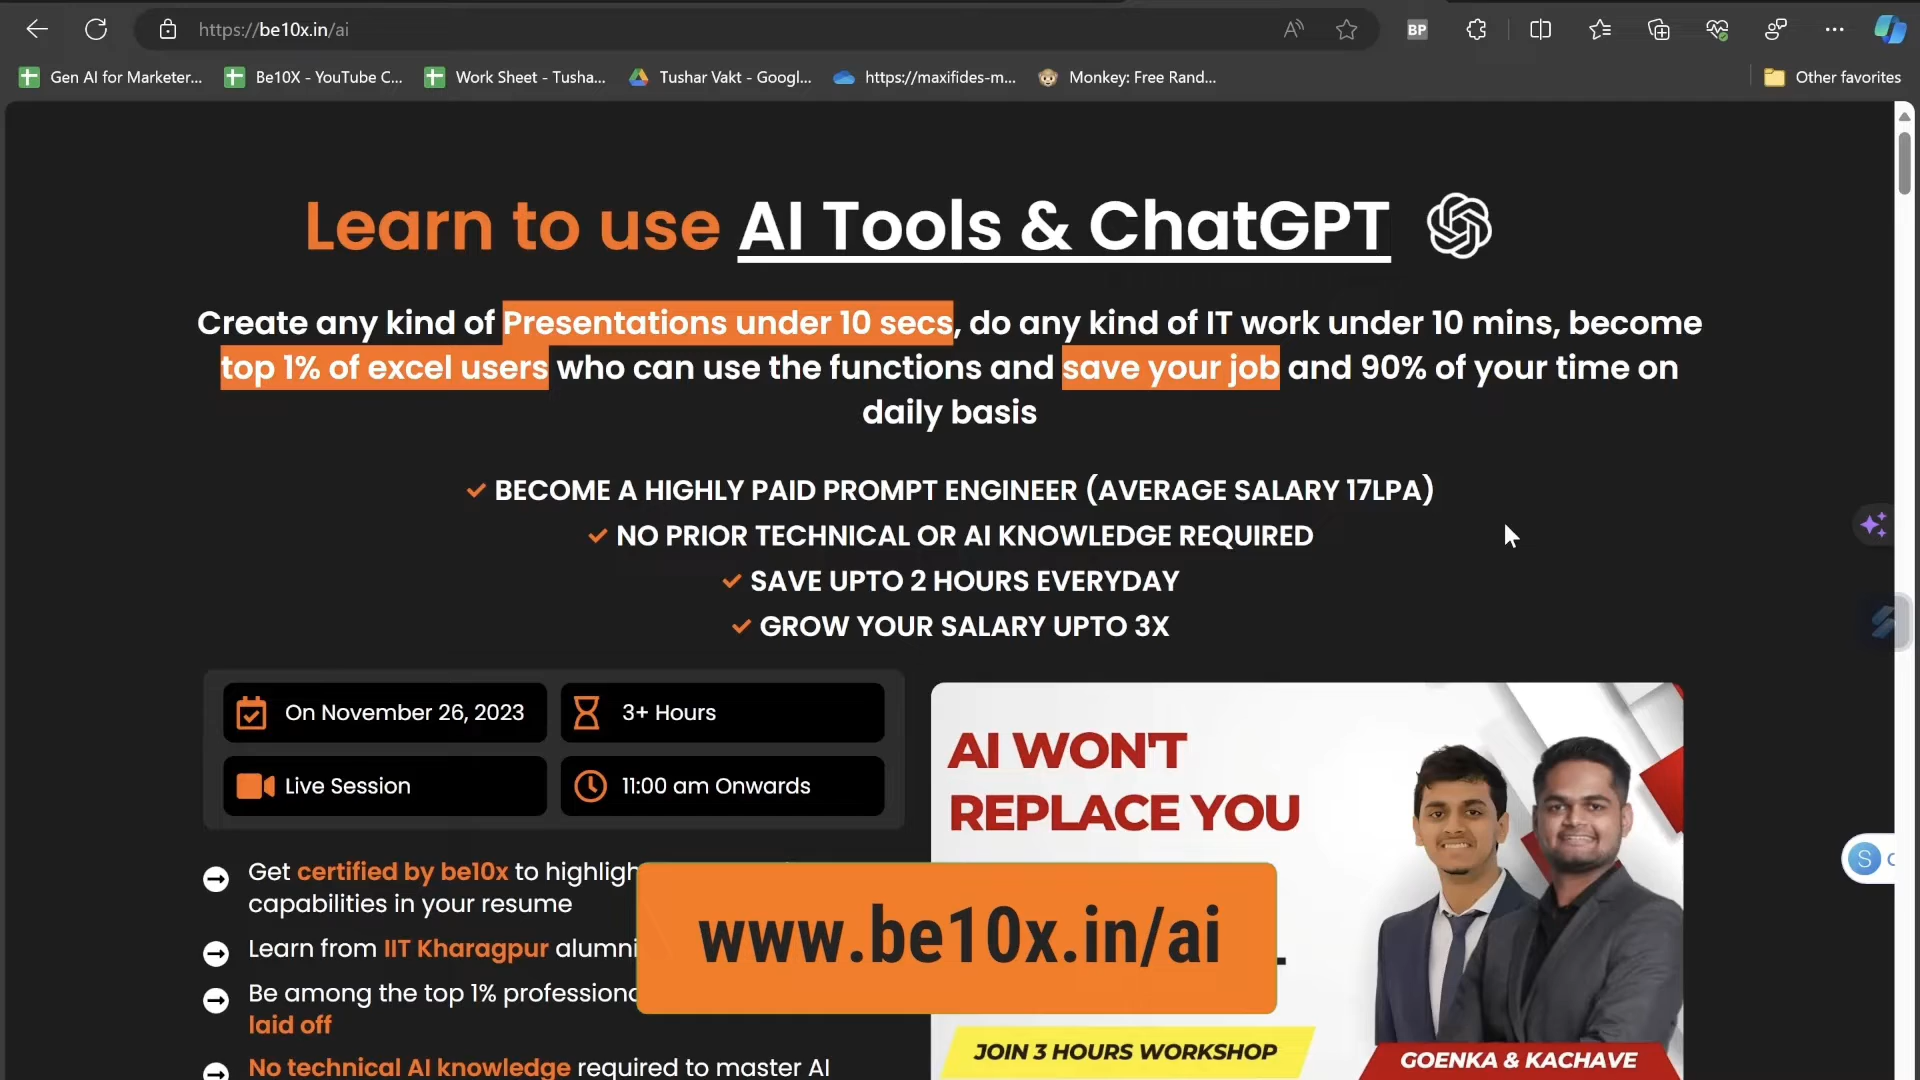 https://be10x.in/ai
BP
Gen AI for Marketer...
Be10X - YouTube C...
Work Sheet - Tusha...
Tushar Vakt - Googl...
https://maxifides-m...
Monkey: Free Rand...
Other favorites
Learn to use AI Tools & ChatGPT
Create any kind of Presentations under 10 secs, do any kind of IT work under 10 mins, become
top 1% of excel users who can use the functions and save your job and 90% of your time on
daily basis
BECOME A HIGHLY PAID PROMPT ENGINEER (AVERAGE SALARY 17LPA)
NO PRIOR TECHNICAL OR AI KNOWLEDGE REQUIRED
SAVE UPTO 2 HOURS EVERYDAY
GROW YOUR SALARY UPTO 3X
On November 26, 2023
3+ Hours
Live Session
11:00 am Onwards
Get certified by be10x to highligh
capabilities in your resume
Learn from IIT Kharagpur alumni
Be among the top 1% professiona
laid off
No technical AI knowledge required to master AI
AI WON'T
REPLACE YOU
www.be10x.in/ai
JOIN 3 HOURS WORKSHOP
GOENKA & KACHAVE
S